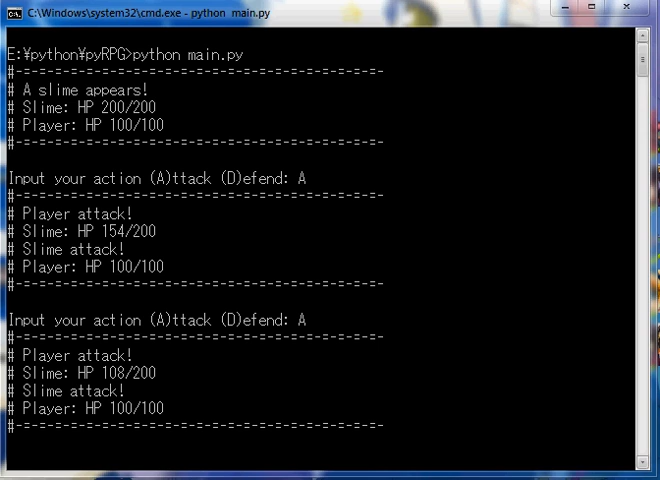 C:\Windows\system32\cmd.exe - python main.py
E:¥python¥pyRPG>python main.py
#-------------------------------------------
# A slime appears!
# Slime: HP 200/200
# Player: HP 100/100
#-------------------------------------------
Input your action (A)ttack (D)efend: A
#-------------------------------------------
# Player attack!
# Slime: HP 154/200
# Slime attack!
# Player: HP 100/100
#-------------------------------------------
Input your action (A)ttack (D)efend: A
#-------------------------------------------
# Player attack!
# Slime: HP 108/200
# Slime attack!
# Player: HP 100/100
#-------------------------------------------